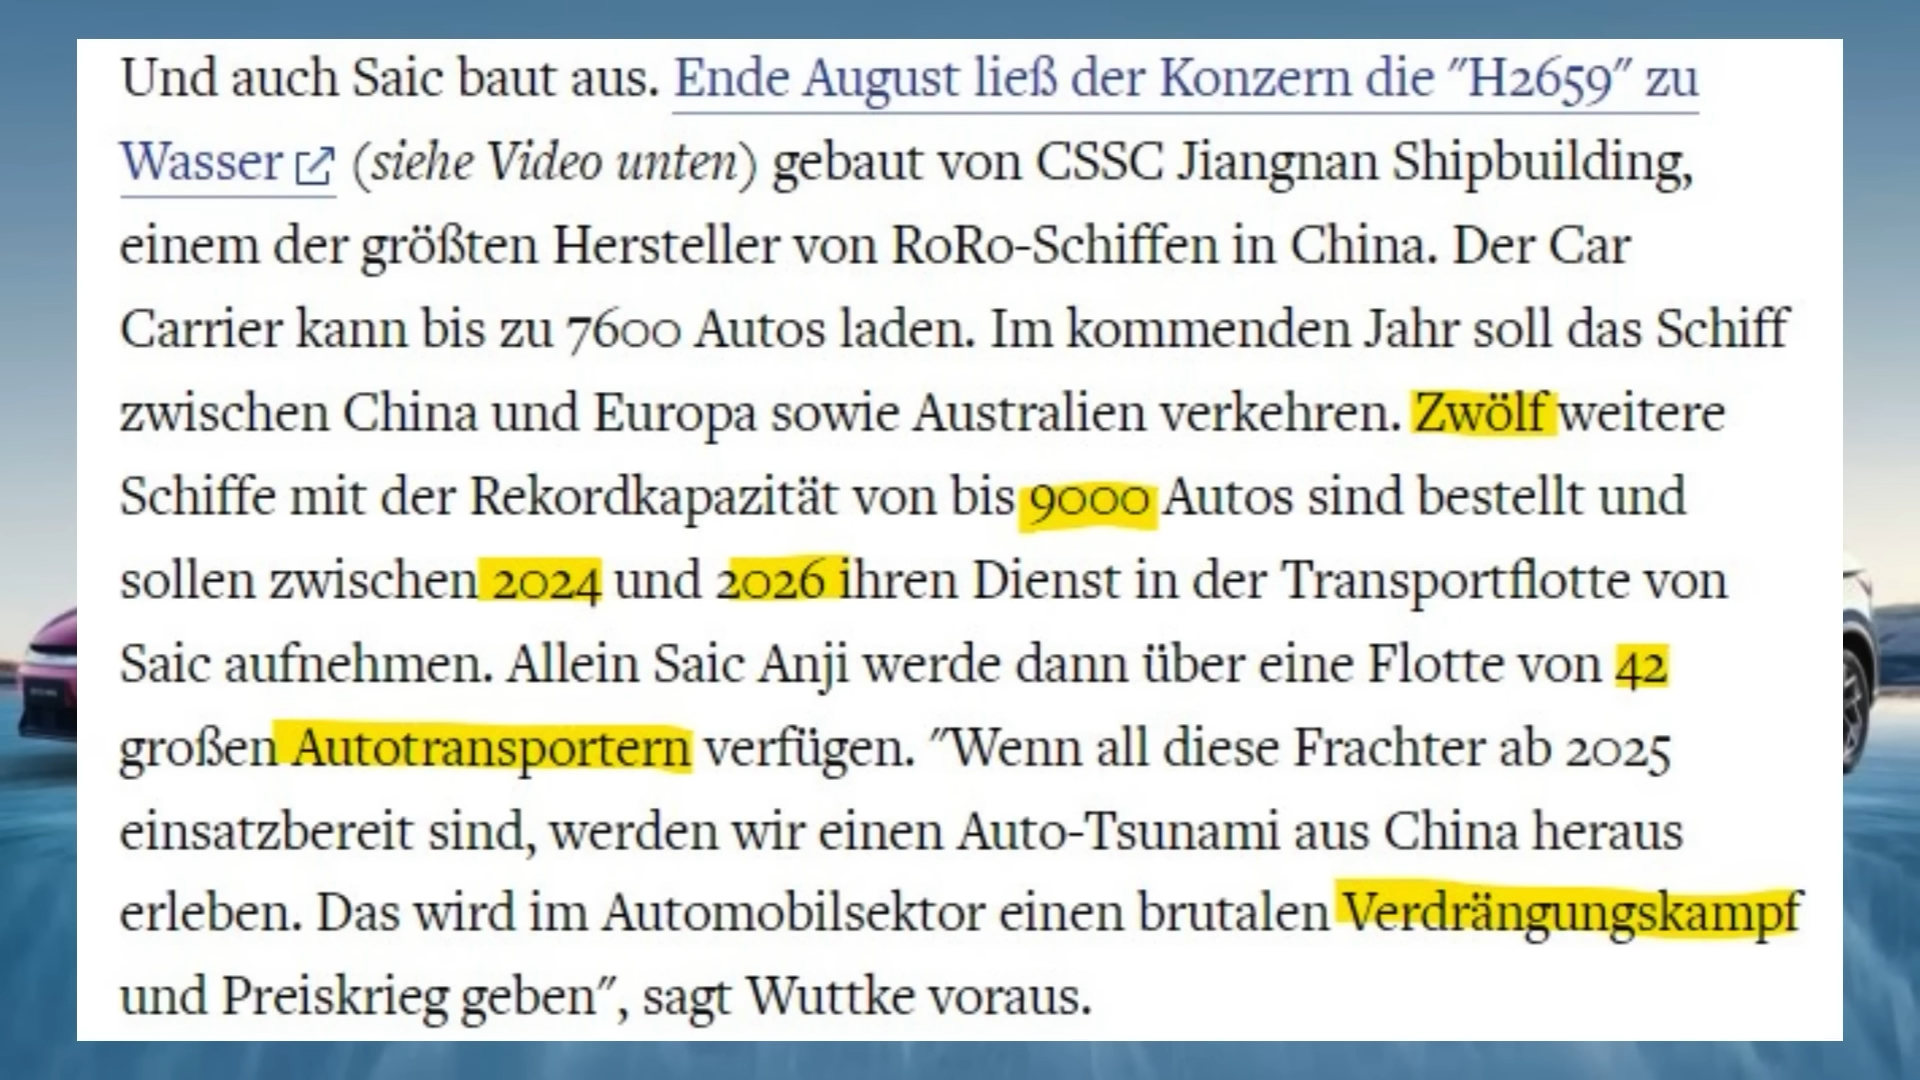 Und auch Saic baut aus. Ende August ließ der Konzern die "H2659" zu
Wasser (siehe Video unten) gebaut von CSSC Jiangnan Shipbuilding,
einem der größten Hersteller von RoRo-Schiffen in China. Der Car
Carrier kann bis zu 7600 Autos laden. Im kommenden Jahr soll das Schiff
zwischen China und Europa sowie Australien verkehren. Zwölf weitere
Schiffe mit der Rekordkapazität von bis 9000 Autos sind bestellt und
sollen zwischen 2024 und 2026 ihren Dienst in der Transportflotte von
Saic aufnehmen. Allein Saic Anji werde dann über eine Flotte von 42
großen Autotransportern verfügen. "Wenn all diese Frachter ab 2025
einsatzbereit sind, werden wir einen Auto-Tsunami aus China heraus
erleben. Das wird im Automobilsektor einen brutalen Verdrängungskampf
und Preiskrieg geben", sagt Wuttke voraus.